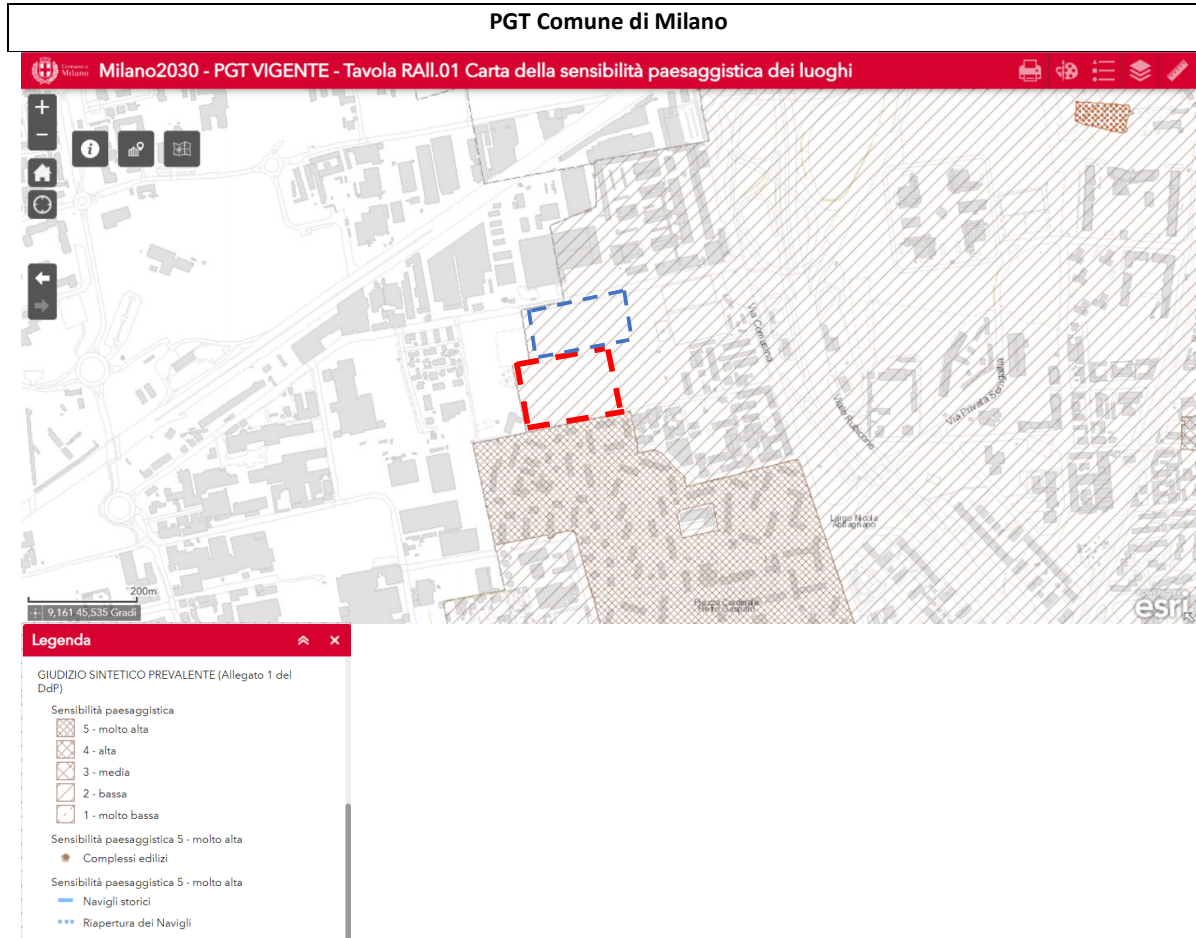 PGT Comune di Milano
Comune di
Milano
Milano2030 - PGT VIGENTE - Tavola RAll.01 Carta della sensibilità paesaggistica dei luoghi
+
−
i
Via Comasina
Viale Rubicone
Via Privata
Largo Nicola
Abbagnano
Piazza Cardinale
Pietro Gasparri
200m
9,161 45,535 Gradi
esri
Legenda
GIUDIZIO SINTETICO PREVALENTE (Allegato 1 del
DdP)
Sensibilità paesaggistica
5 - molto alta
4 - alta
3 - media
2 - bassa
1 - molto bassa
Sensibilità paesaggistica 5 - molto alta
Complessi edilizi
Sensibilità paesaggistica 5 - molto alta
Navigli storici
Riapertura dei Navigli